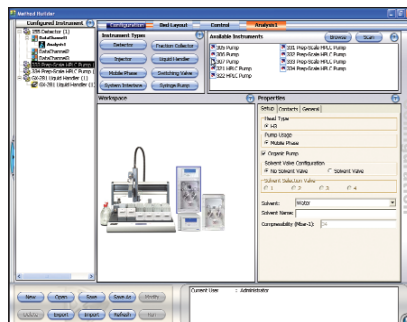 Method Builder
Configured Instrument
155 Detector (1)
DataChannel1
Analysis1
DataChannel2
DataChannel3
333 Prep-Scale HPLC Pump (
334 Prep-Scale HPLC Pump (
GX-281 Liquid Handler (1)
GX-281 Liquid Handler (
Configuration
Bed Layout
Control
Analysis1
Instrument Types
Detector
Fraction Collector
Injector
Liquid Handler
Mobile Phase
Switching Valve
System Interface
Syringe Pump
Available Instruments
Browse
Scan
305 Pump
306 Pump
307 Pump
321 HPLC Pump
322 HPLC Pump
331 Prep-Scale HPLC Pump
332 Prep-Scale HPLC Pump
333 Prep-Scale HPLC Pump
334 Prep-Scale HPLC Pump
Workspace
Properties
Setup
Contacts
General
Head Type
H3
Pump Usage
Mobile Phase
Organic Pump
Solvent Valve Configuration
No Solvent Valve
Solvent Valve
Solvent Selection Valve
1
2
3
4
Solvent:
Water
Solvent Name:
Compressibility (Mbar-1):
New
Open
Save
Save As
Modify
Export
Import
Refresh
Run
Current User : Administrator